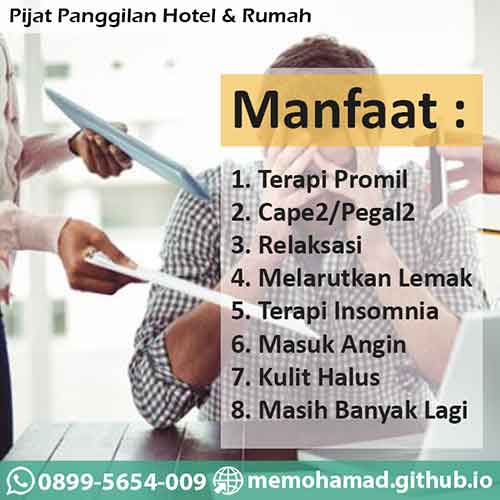 Pijat Panggilan Hotel & Rumah
Manfaat :
1. Terapi Promil
2. Cape2/Pegal2
3. Relaksasi
4. Melarutkan Lemak
5. Terapi Insomnia
6. Masuk Angin
7. Kulit Halus
8. Masih Banyak Lagi
0899-5654-009 memohamad.github.io